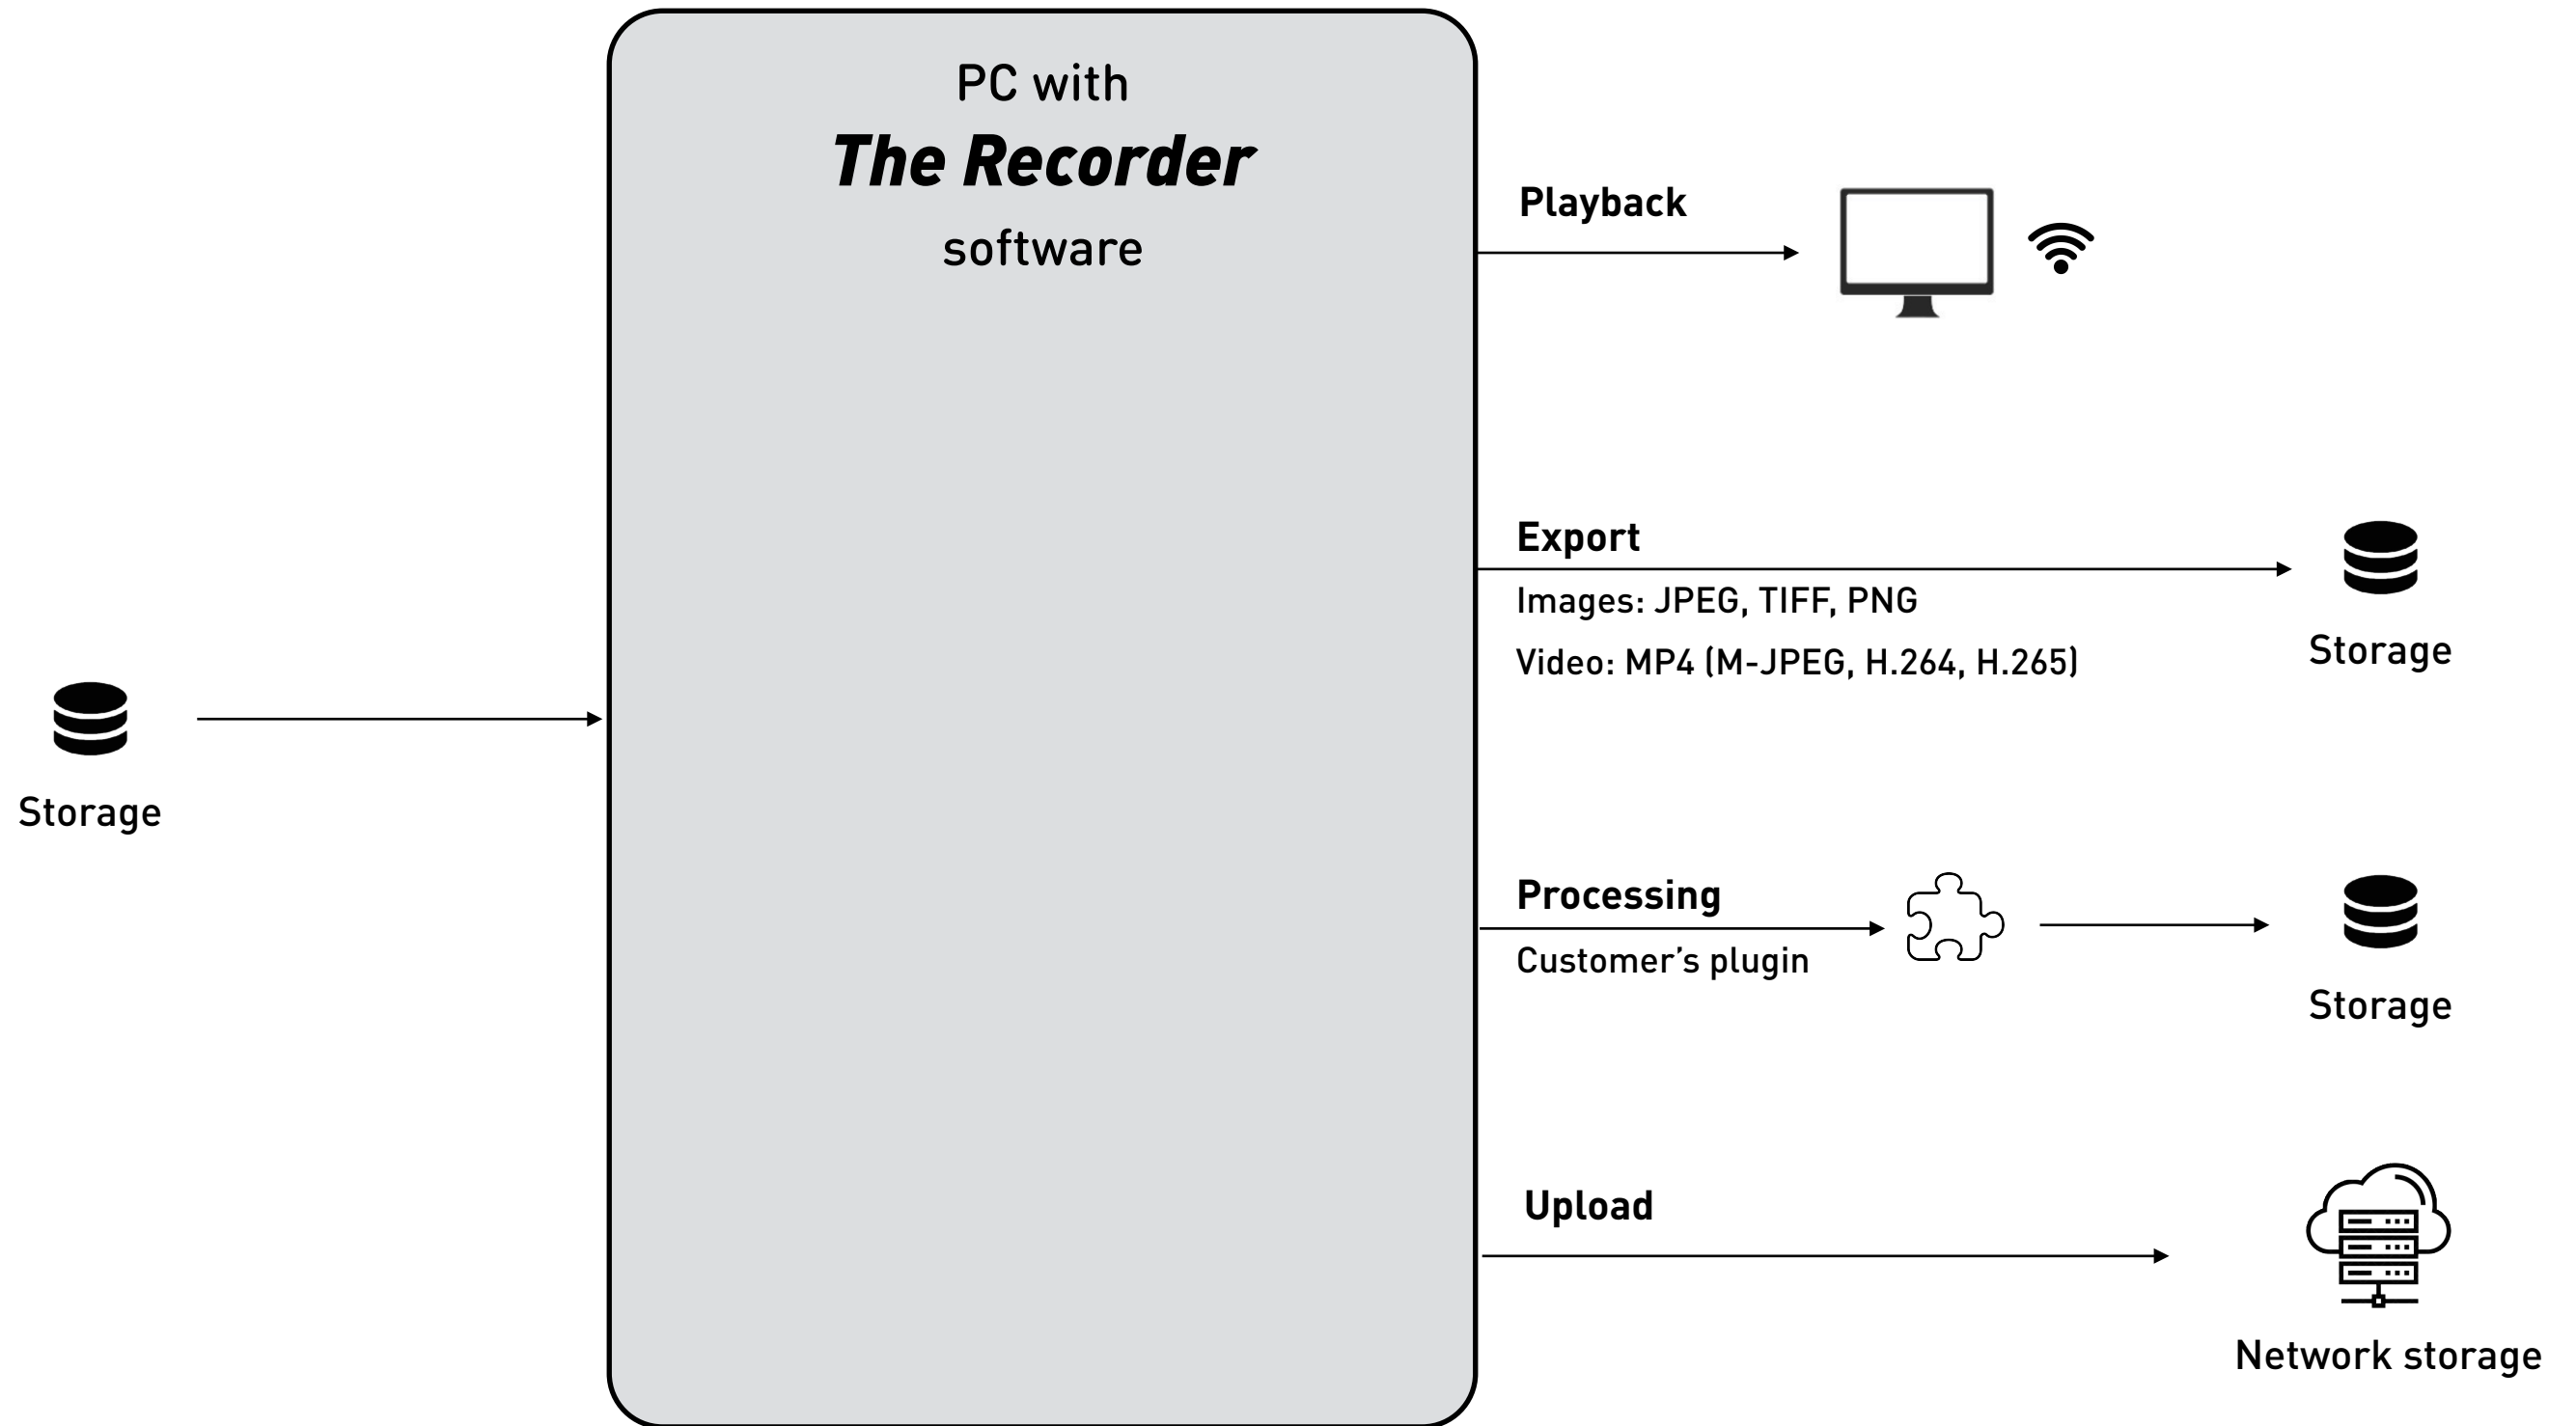 PC with
The Recorder
software
Playback
Export
Images: JPEG, TIFF, PNG
Video: MP4 (M-JPEG, H.264, H.265)
Storage
Storage
Processing
Customer’s plugin
Storage
Upload
Network storage